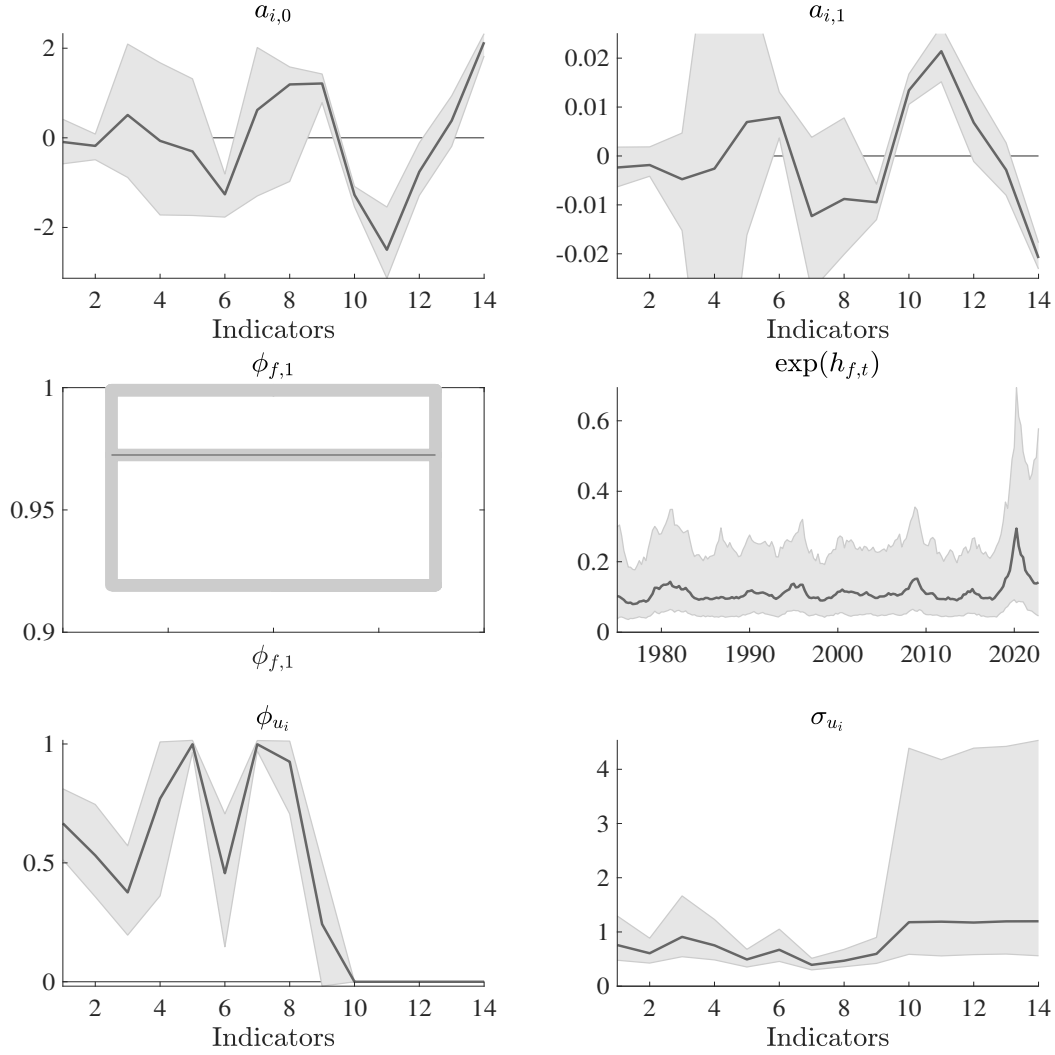 a_{i,0}
2
0
-2
2 4 6 8 10 12 14
Indicators
a_{i,1}
0.02
0.01
0
-0.01
-0.02
2 4 6 8 10 12 14
Indicators
ϕ_{f,1}
1
0.95
0.9
ϕ_{f,1}
exp(h_{f,t})
0.6
0.4
0.2
0
1980 1990 2000 2010 2020
ϕ_{u_i}
1
0.5
0
2 4 6 8 10 12 14
Indicators
σ_{u_i}
4
3
2
1
0
2 4 6 8 10 12 14
Indicators